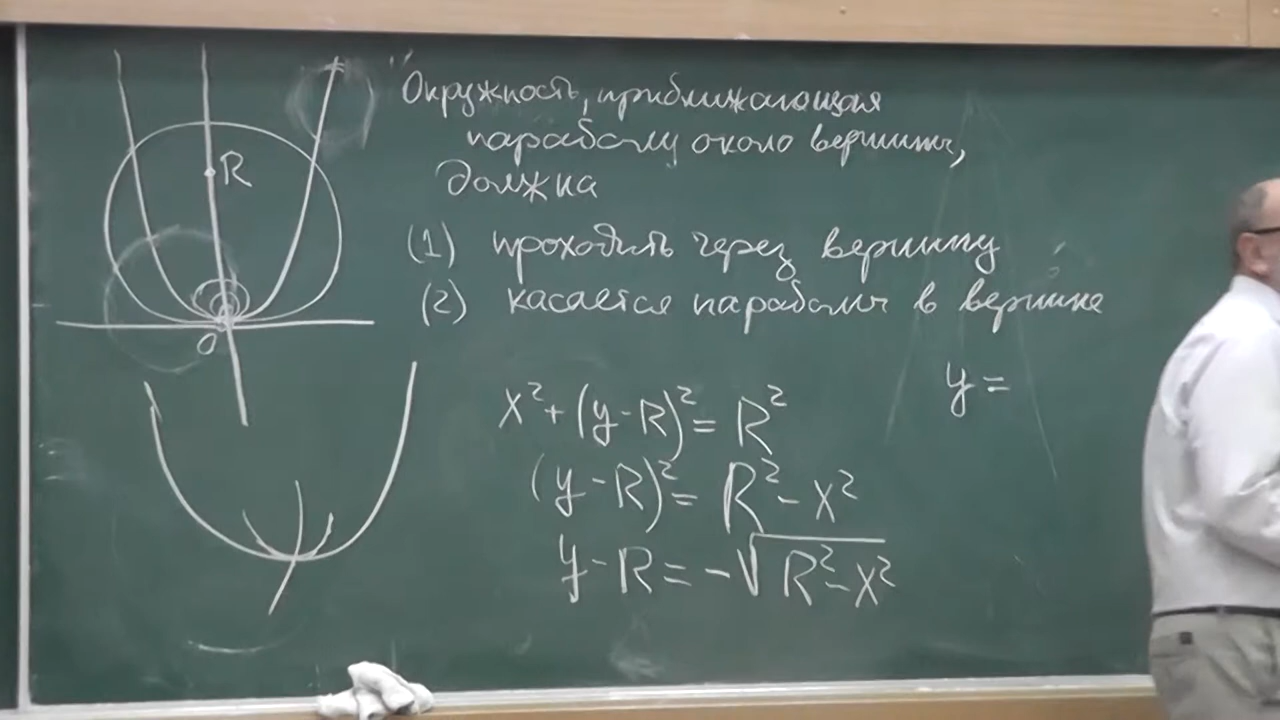 Окружность, приближающая
параболу около вершины,
должна
(1) проходить через вершину
(2) касается параболы в вершине
y =
x² + (y - R)² = R²
(y - R)² = R² - x²
y - R = -√(R² - x²)
R
O